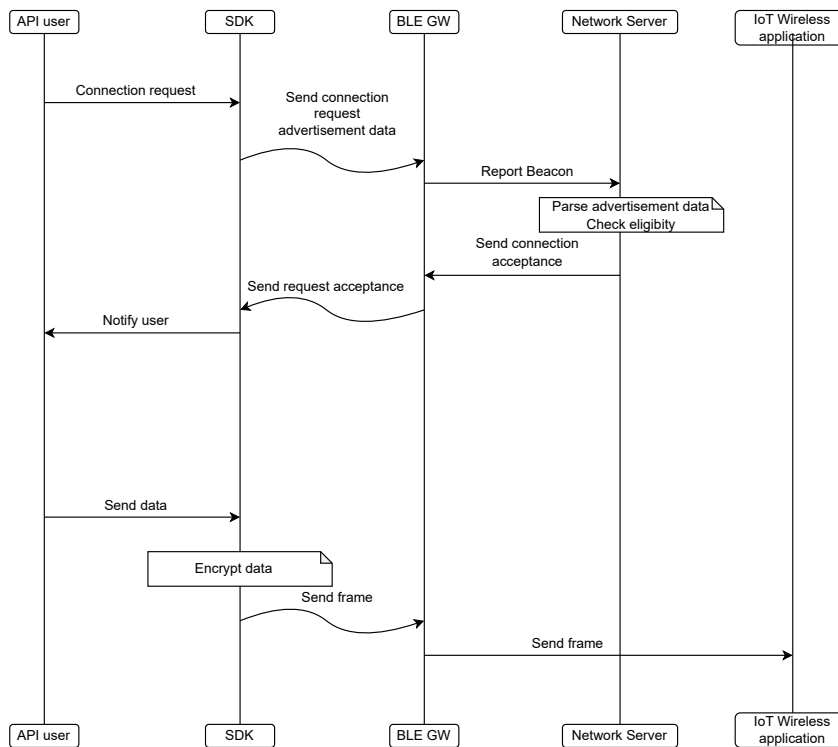 API user
SDK
BLE GW
Network Server
IoT Wireless
application
Connection request
Send connection
request
advertisement data
Report Beacon
Parse advertisement data
Check eligibity
Send connection
acceptance
Send request acceptance
Notify user
Send data
Encrypt data
Send frame
Send frame
API user
SDK
BLE GW
Network Server
IoT Wireless
application